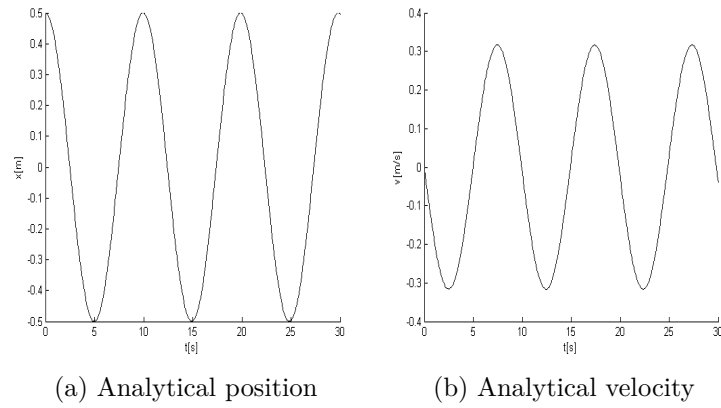 0.5
0.4
0.3
0.2
0.1
0
-0.1
-0.2
-0.3
-0.4
-0.5
x[m]
0 5 10 15 20 25 30
t[s]
(a) Analytical position
0.4
0.3
0.2
0.1
0
-0.1
-0.2
-0.3
-0.4
v[m/s]
0 5 10 15 20 25 30
t[s]
(b) Analytical velocity